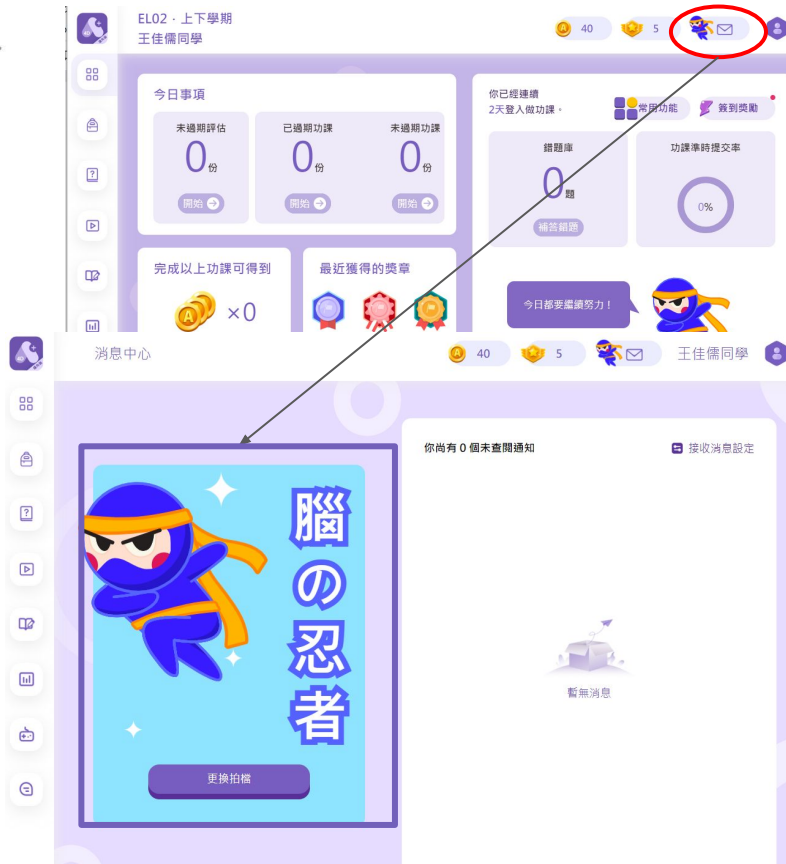 EL02 · 上下學期
王佳儒同學
40
5
今日事項
未過期評估
已過期功課
未過期功課
0份
0份
0份
開始
開始
開始
你已經連續
2天登入做功課。
常用功能
簽到獎勵
錯題庫
功課準時提交率
0題
0%
補答錯題
完成以上功課可得到
×0
最近獲得的獎章
今日都要繼續努力！
消息中心
40
5
王佳儒同學
腦の忍者
更換拍檔
你尚有 0 個未查閱通知
接收消息設定
暫無消息